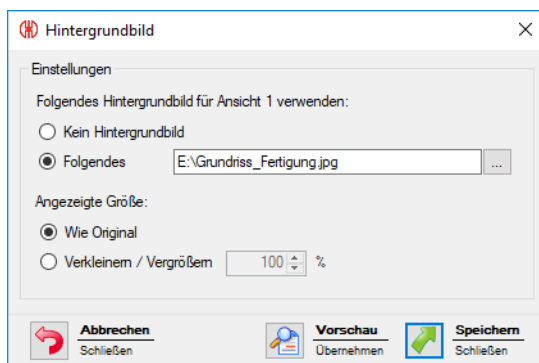 Hintergrundbild
Einstellungen
Folgendes Hintergrundbild für Ansicht 1 verwenden:
Kein Hintergrundbild
Folgendes E:\Grundriss_Fertigung.jpg ...
Angezeigte Größe:
Wie Original
Verkleinern / Vergrößern 100 %
Abbrechen Vorschau Speichern
Schließen Übernehmen Schließen